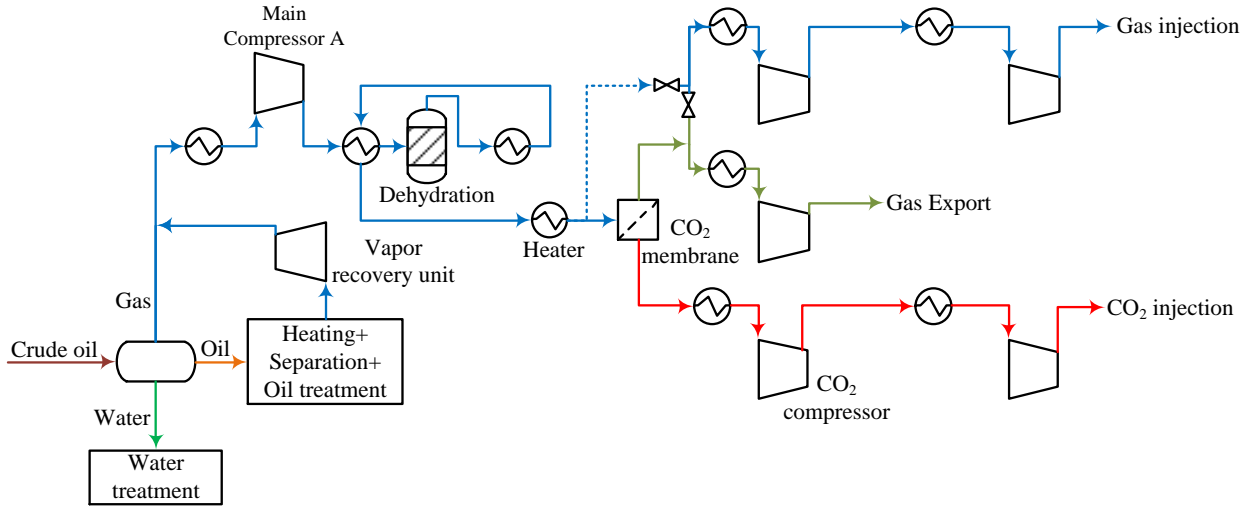 Main
Compressor A
Gas injection
Dehydration
Gas Export
Heater
CO₂
membrane
Vapor
recovery unit
Gas
CO₂ injection
Crude oil
Oil
Heating+
Separation+
Oil treatment
CO₂
compressor
Water
Water
treatment